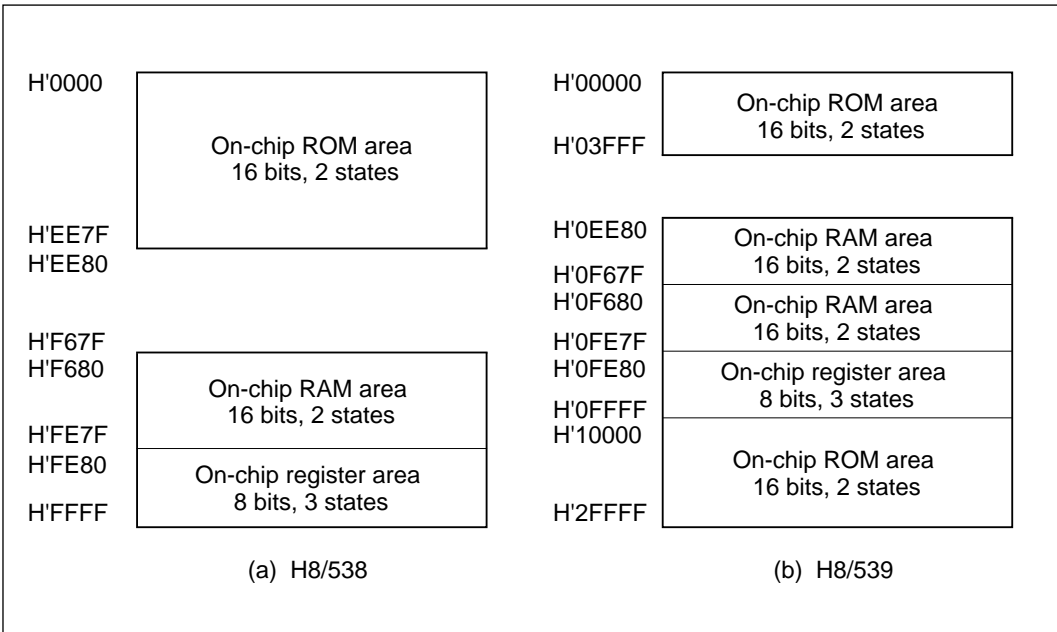 H'0000
On-chip ROM area
16 bits, 2 states
H'EE7F
H'EE80
H'F67F
H'F680
On-chip RAM area
16 bits, 2 states
H'FE7F
H'FE80
On-chip register area
8 bits, 3 states
H'FFFF
(a) H8/538
H'00000
On-chip ROM area
16 bits, 2 states
H'03FFF
H'0EE80
On-chip RAM area
16 bits, 2 states
H'0F67F
H'0F680
On-chip RAM area
16 bits, 2 states
H'0FE7F
H'0FE80
On-chip register area
8 bits, 3 states
H'0FFFF
H'10000
On-chip ROM area
16 bits, 2 states
H'2FFFF
(b) H8/539